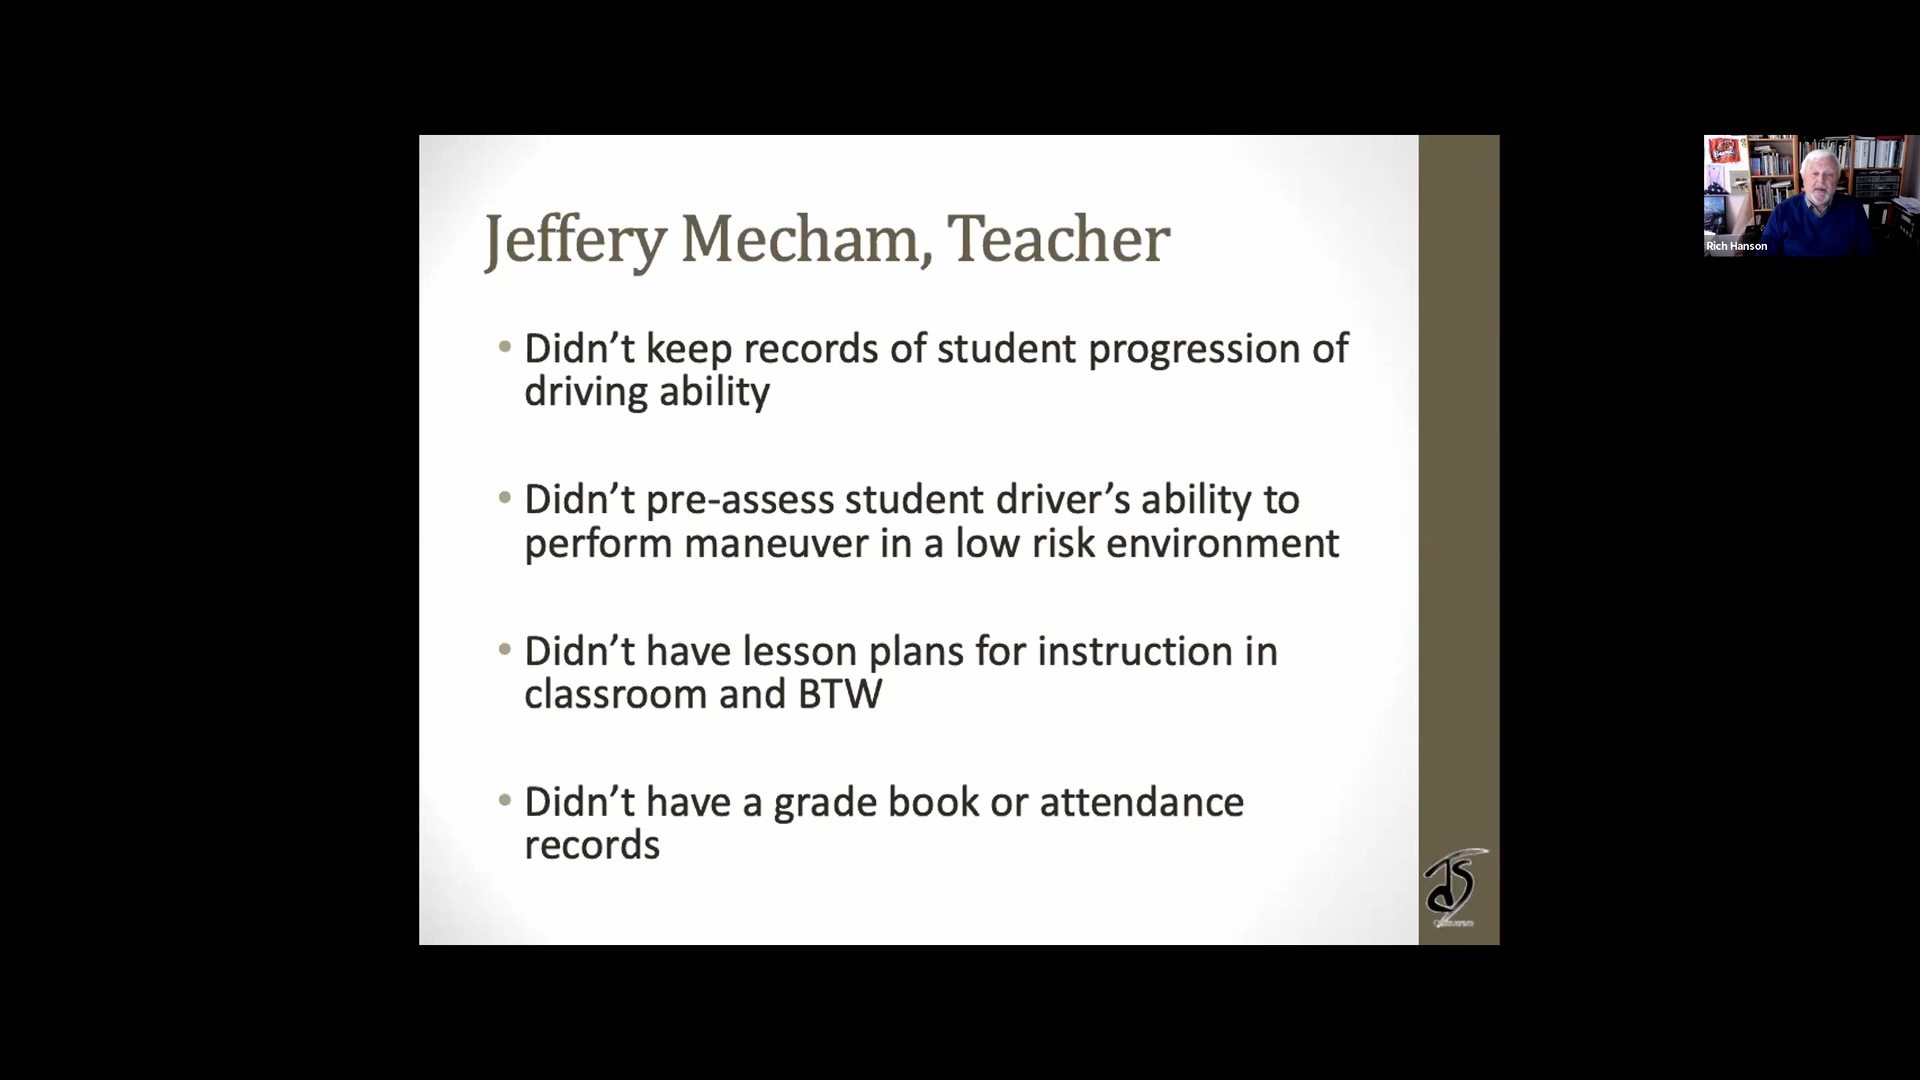 Jeffery Mecham, Teacher
• Didn’t keep records of student progression of
driving ability
• Didn’t pre-assess student driver’s ability to
perform maneuver in a low risk environment
• Didn’t have lesson plans for instruction in
classroom and BTW
• Didn’t have a grade book or attendance
records
Rich Hanson